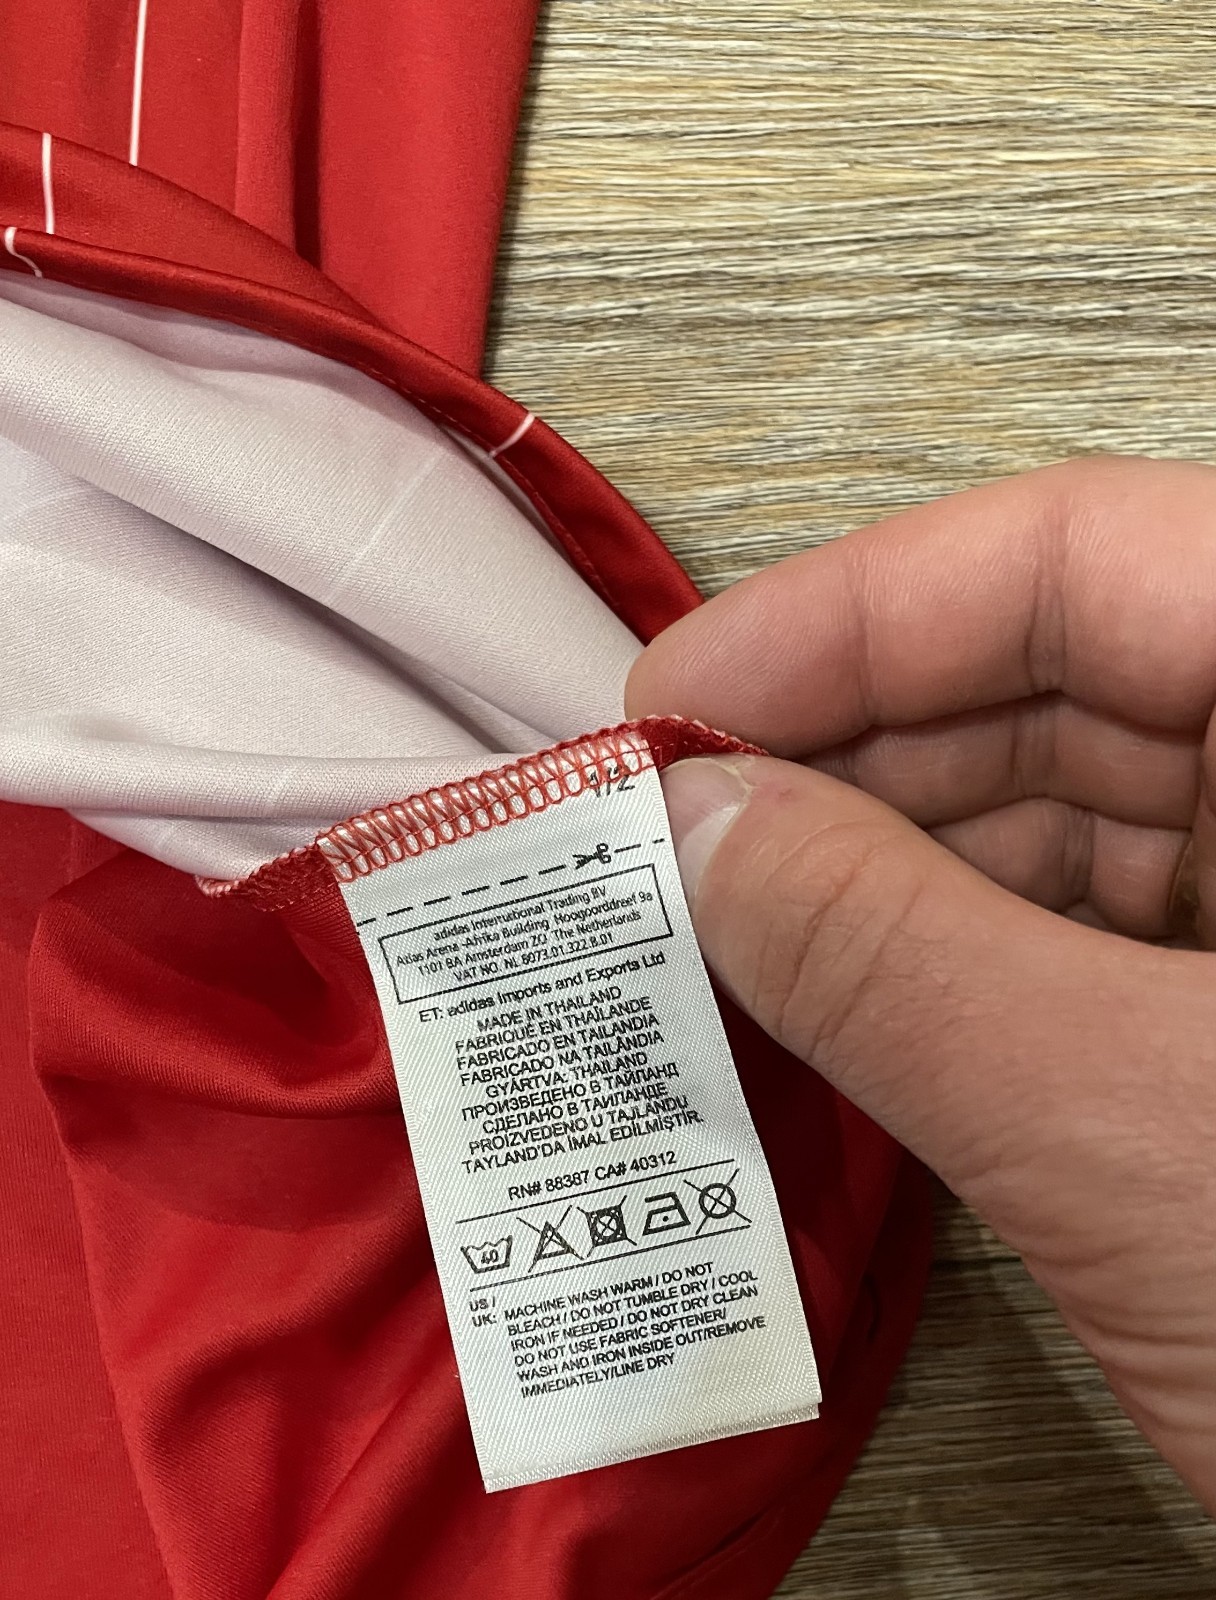 1/2
adidas International Trading BV
Atlas Arena -Afrika Building Hoogoorddreef 9a
1101 BA Amsterdam ZO The Netherlands
VAT NO. NL 8073.01.322.B.01
ET: adidas Imports and Exports Ltd
MADE IN THAILAND
FABRIQUÉ EN THAÏLANDE
FABRICADO EN TAILANDIA
FABRICADO NA TAILÂNDIA
GYÁRTVA: THAILAND
ПРОИЗВЕДЕНО В ТАЙЛАНД
СДЕЛАНО В ТАИЛАНДЕ
PROIZVEDENO U TAJLANDU
TAYLAND'DA İMAL EDİLMİŞTİR.
RN# 88387 CA# 40312
40
US / UK: MACHINE WASH WARM / DO NOT
BLEACH / DO NOT TUMBLE DRY / COOL
IRON IF NEEDED / DO NOT DRY CLEAN
DO NOT USE FABRIC SOFTENER/
WASH AND IRON INSIDE OUT/REMOVE
IMMEDIATELY/LINE DRY